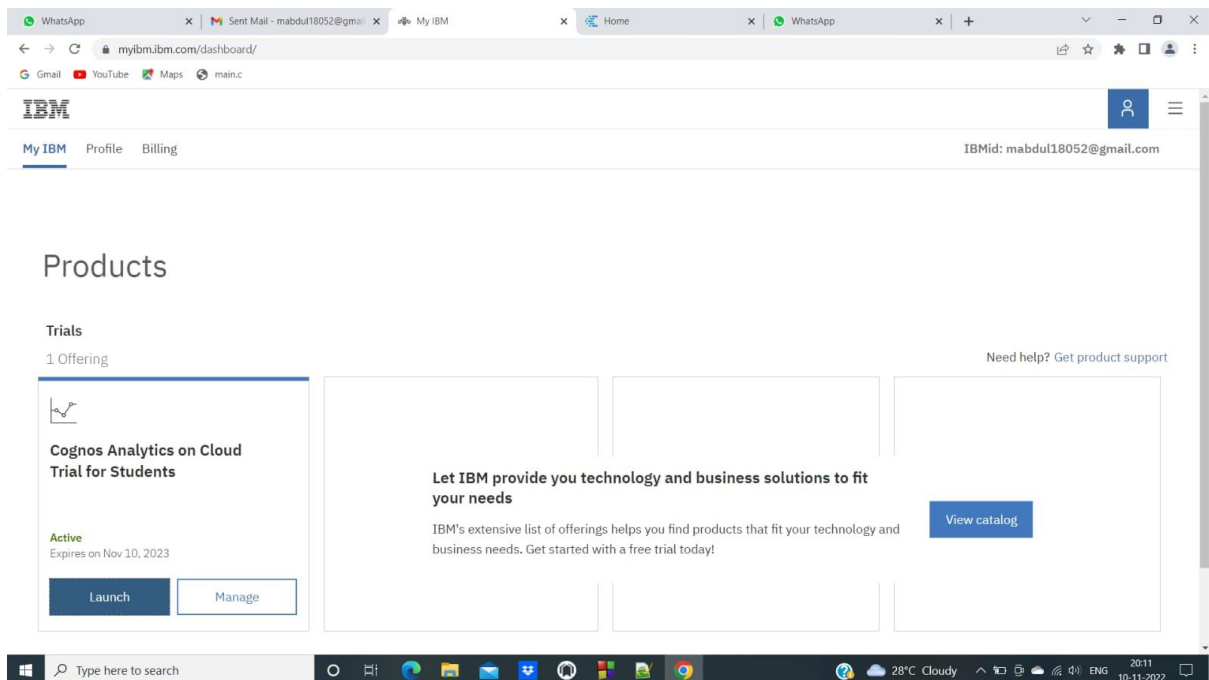 WhatsApp
Sent Mail - mabdul18052@gmai
My IBM
Home
WhatsApp
myibm.ibm.com/dashboard/
Gmail
YouTube
Maps
main.c
IBM
My IBM Profile Billing
IBMid: mabdul18052@gmail.com
Products
Trials
1 Offering
Need help? Get product support
Cognos Analytics on Cloud
Trial for Students
Active
Expires on Nov 10, 2023
Launch
Manage
Let IBM provide you technology and business solutions to fit
your needs
IBM's extensive list of offerings helps you find products that fit your technology and
business needs. Get started with a free trial today!
View catalog
Type here to search
28°C Cloudy
ENG
20:11
10-11-2022